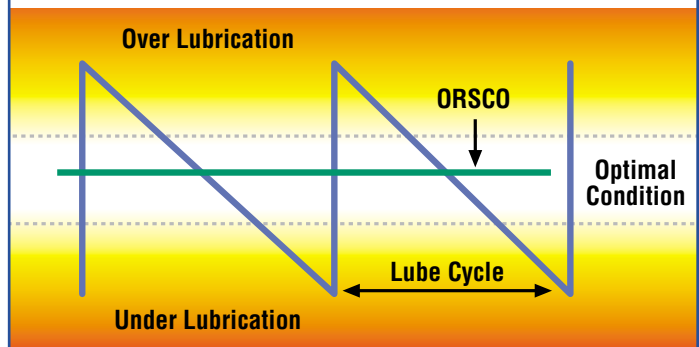 Over Lubrication
ORSCO
Optimal
Condition
Lube Cycle
Under Lubrication